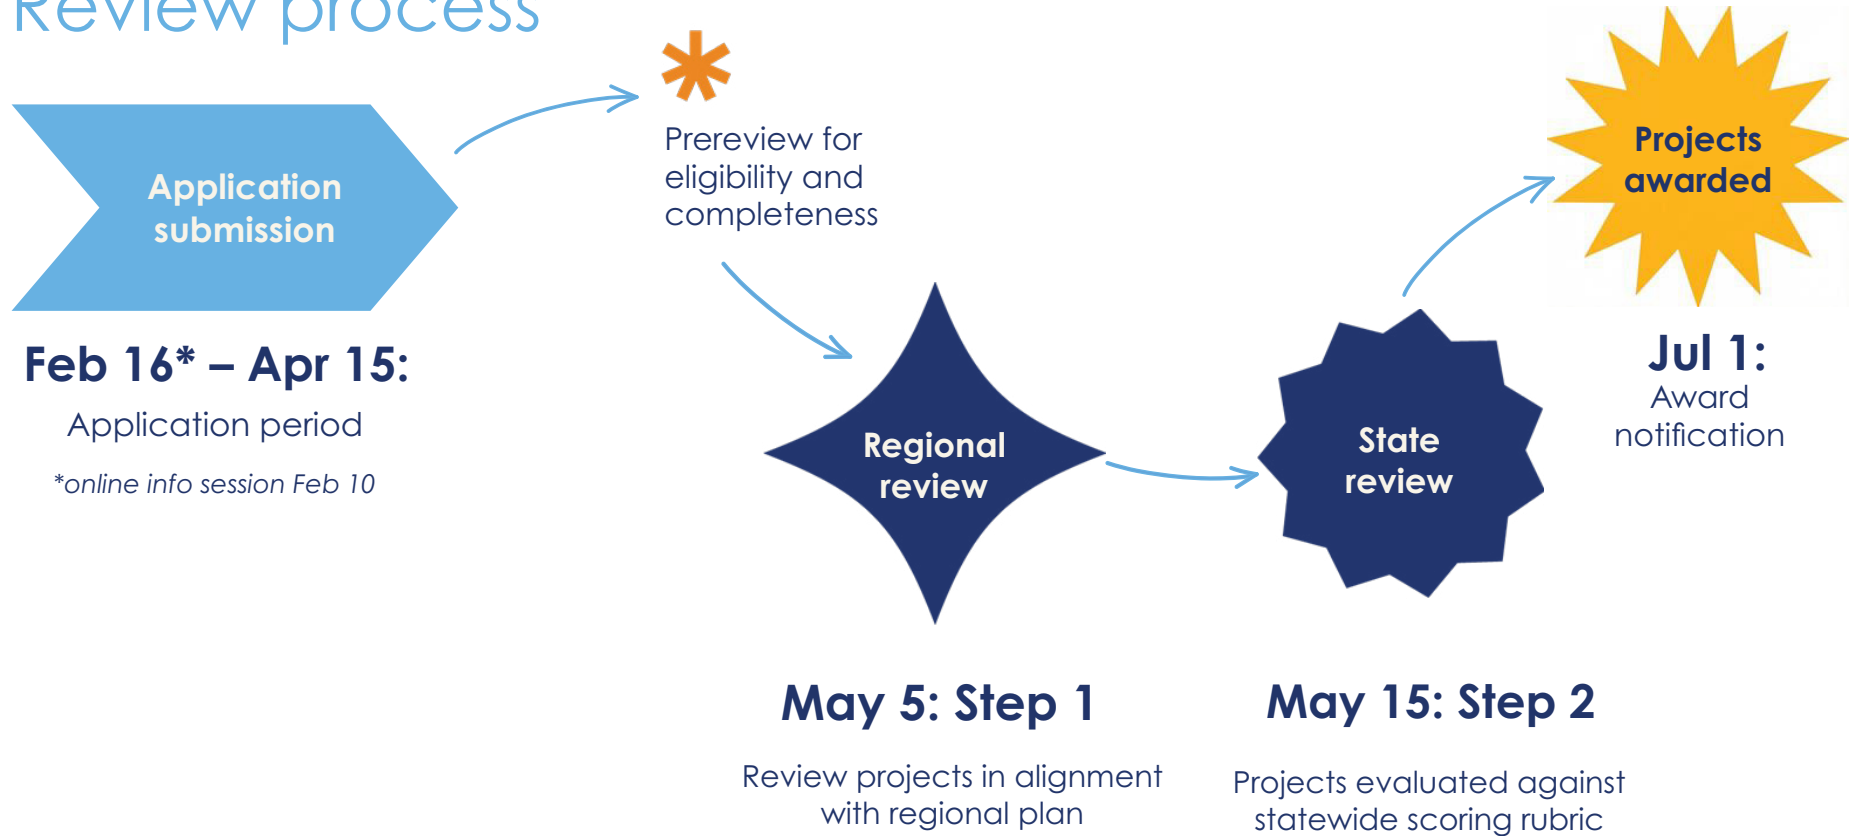 Review process
Application
submission
Feb 16* – Apr 15:
Application period
*online info session Feb 10
Prereview for
eligibility and
completeness
Regional
review
May 5: Step 1
Review projects in alignment
with regional plan
State
review
May 15: Step 2
Projects evaluated against
statewide scoring rubric
Projects
awarded
Jul 1:
Award
notification